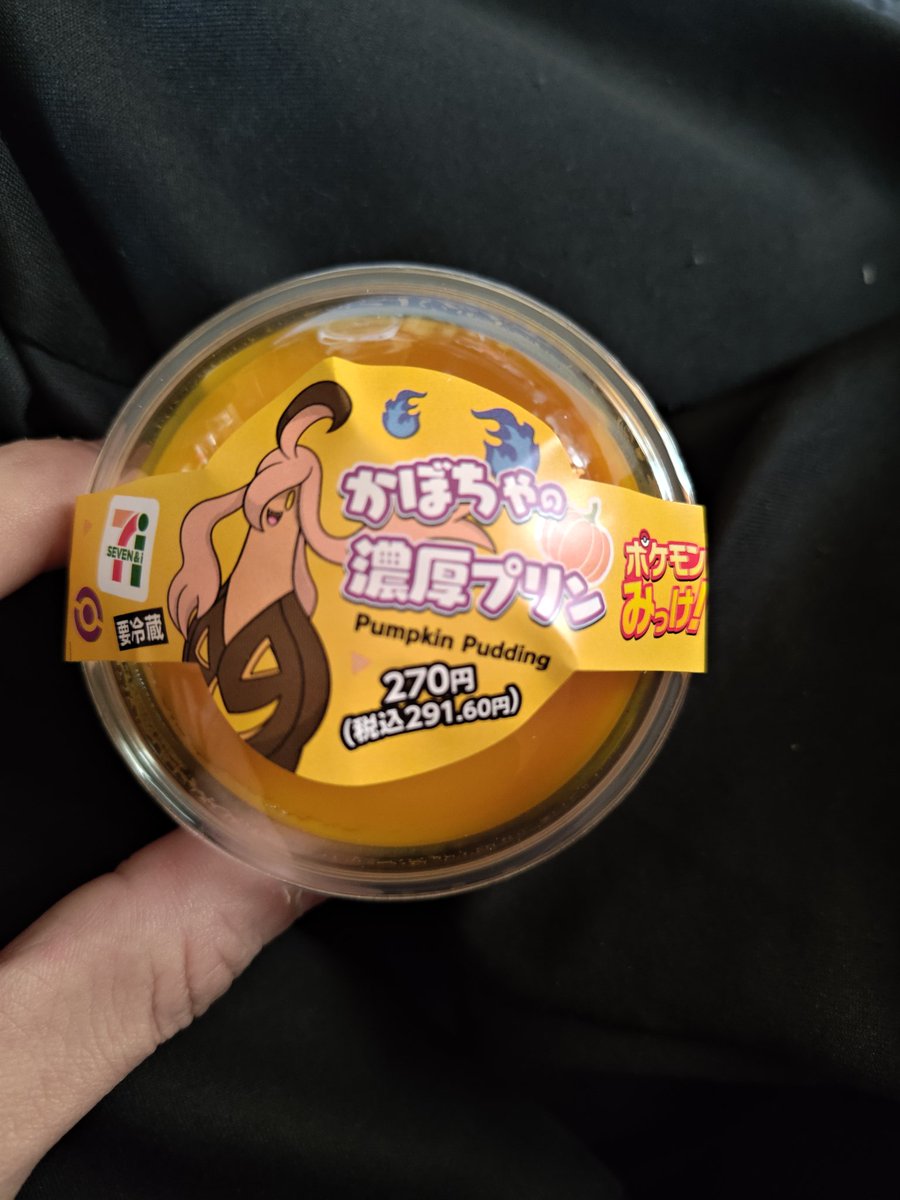 SEVEN&i
要冷蔵
かぼちゃの
濃厚プリン
Pumpkin Pudding
270円
(税込291.60円)
ポケモン
みっけ!